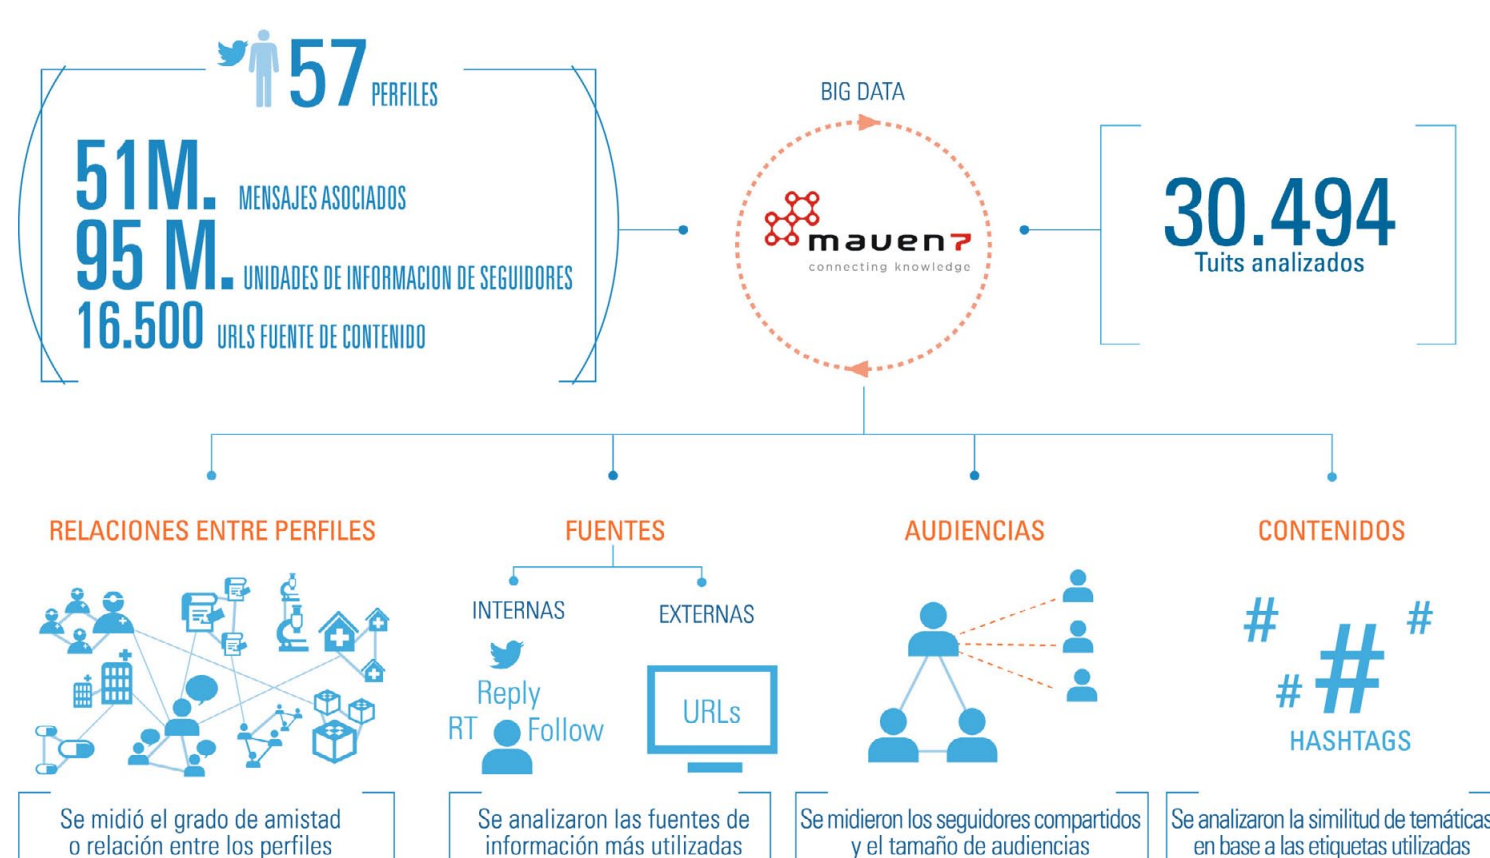 57 PERFILES
51M. MENSAJES ASOCIADOS
95 M. UNIDADES DE INFORMACION DE SEGUIDORES
16.500 URLS FUENTE DE CONTENIDO
BIG DATA
maven7
connecting knowledge
30.494
Tuits analizados
RELACIONES ENTRE PERFILES
FUENTES
AUDIENCIAS
CONTENIDOS
INTERNAS
EXTERNAS
Reply
RT
Follow
URLs
# # # #
HASHTAGS
Se midió el grado de amistad
o relación entre los perfiles
Se analizaron las fuentes de
información más utilizadas
Se midieron los seguidores compartidos
y el tamaño de audiencias
Se analizaron la similitud de temáticas
en base a las etiquetas utilizadas